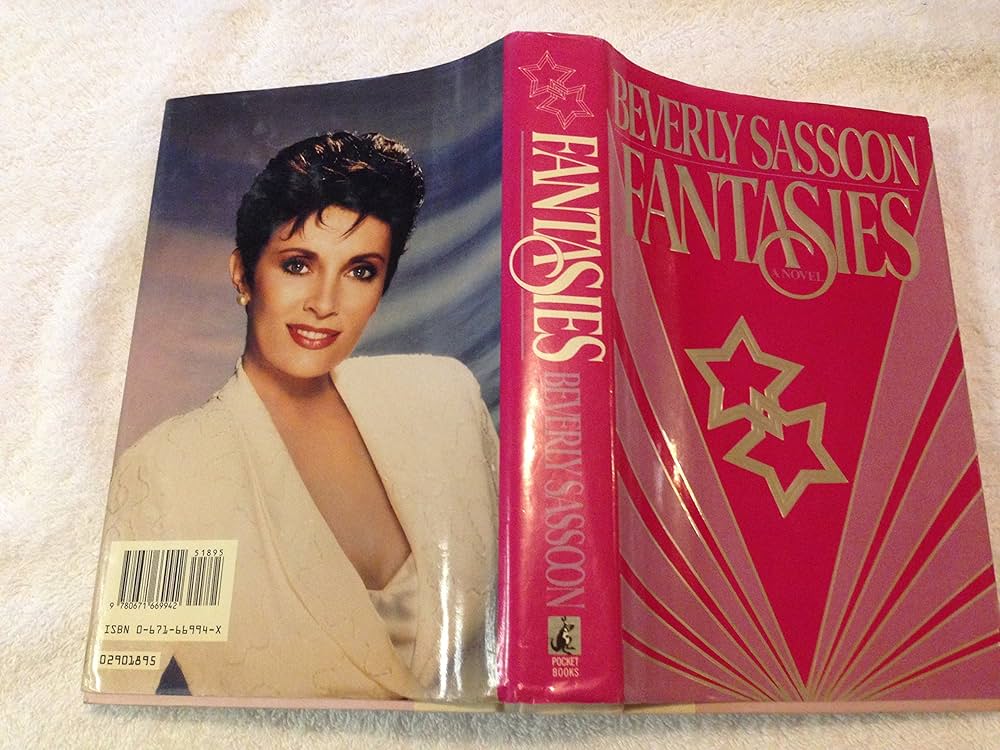 51895
9 780671 669942
ISBN 0-671-66994-X
02901895
FANTASIES
BEVERLY SASSOON
POCKET
BOOKS
BEVERLY SASSOON
FANTASIES
A NOVEL